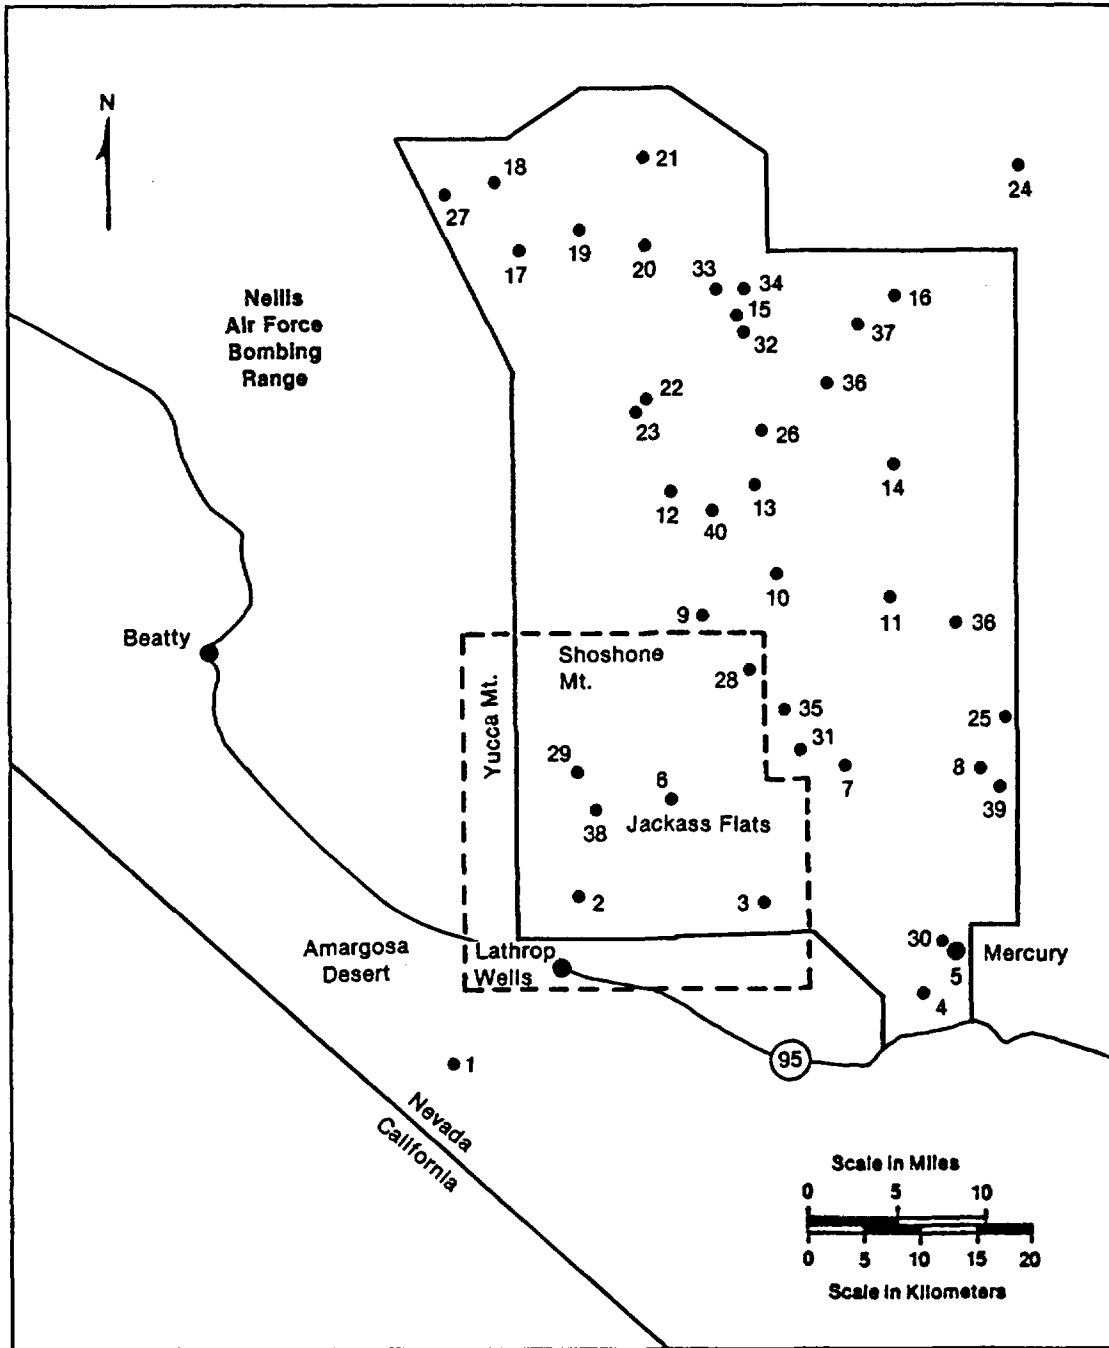 N
21
24
18
27
19
20
17
33
34
16
15
37
32
Nellis
Air Force
Bombing
Range
36
22
23
26
14
12
13
40
10
11
9
36
Beatty
Shoshone
Mt.
28
Yucca Mt.
35
25
31
29
6
7
8
39
38
Jackass Flats
2
3
30
Mercury
Amargosa
Desert
Lathrop
Wells
5
4
95
1
Nevada
California
Scale in Miles
0 5 10
0 5 10 15 20
Scale in Kilometers